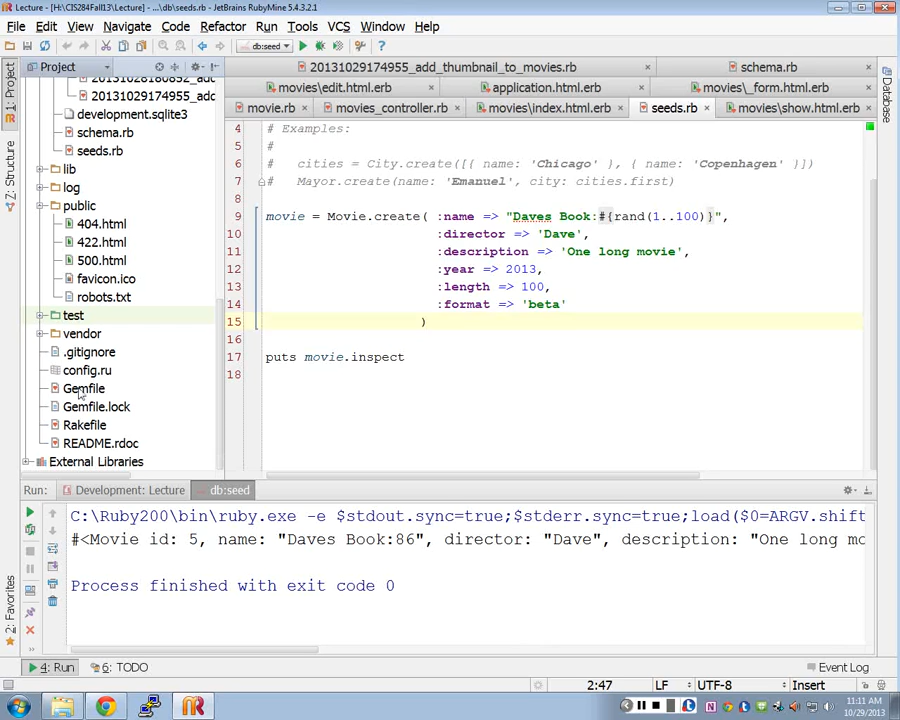 Lecture - [H:\CIS284Fall13\Lecture] - ...\db\seeds.rb - JetBrains RubyMine 5.4.3.2.1
File Edit View Navigate Code Refactor Run Tools VCS Window Help
db:seed
1: Project
Structure
2: Favorites
Database
Project
20131029174955_adc
development.sqlite3
schema.rb
seeds.rb
lib
log
public
404.html
422.html
500.html
favicon.ico
robots.txt
test
vendor
.gitignore
config.ru
Gemfile
Gemfile.lock
Rakefile
README.rdoc
External Libraries
20131029174955_add_thumbnail_to_movies.rb schema.rb
movies\edit.html.erb application.html.erb movies\_form.html.erb
movie.rb movies_controller.rb movies\index.html.erb seeds.rb movies\show.html.erb
4 # Examples:
5 #
6 # cities = City.create([{ name: 'Chicago' }, { name: 'Copenhagen' }])
7 # Mayor.create(name: 'Emanuel', city: cities.first)
8
9 movie = Movie.create( :name => "Daves Book:#{rand(1..100)}",
10 :director => 'Dave',
11 :description => 'One long movie',
12 :year => 2013,
13 :length => 100,
14 :format => 'beta'
15 )
16
17 puts movie.inspect
18
Run: Development: Lecture db:seed
C:\Ruby200\bin\ruby.exe -e $stdout.sync=true;$stderr.sync=true;load($0=ARGV.shift
#<Movie id: 5, name: "Daves Book:86", director: "Dave", description: "One long mo
Process finished with exit code 0
4: Run 6: TODO Event Log
2:47 LF UTF-8 Insert
11:11 AM
10/29/2013